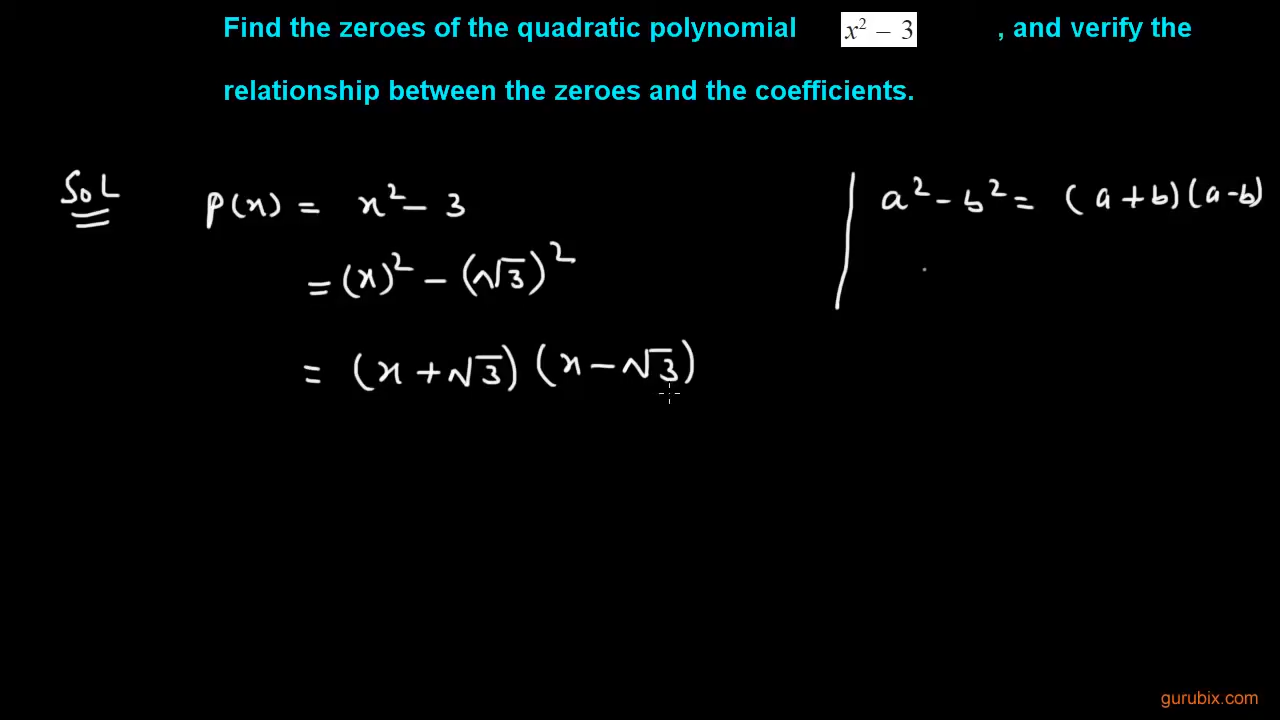 Find the zeroes of the quadratic polynomial x² − 3 , and verify the
relationship between the zeroes and the coefficients.
SOL P(x) = x² − 3
a² − b² = (a+b)(a−b)
= (x)² − (√3)²
= (x + √3) (x − √3)
gurubix.com